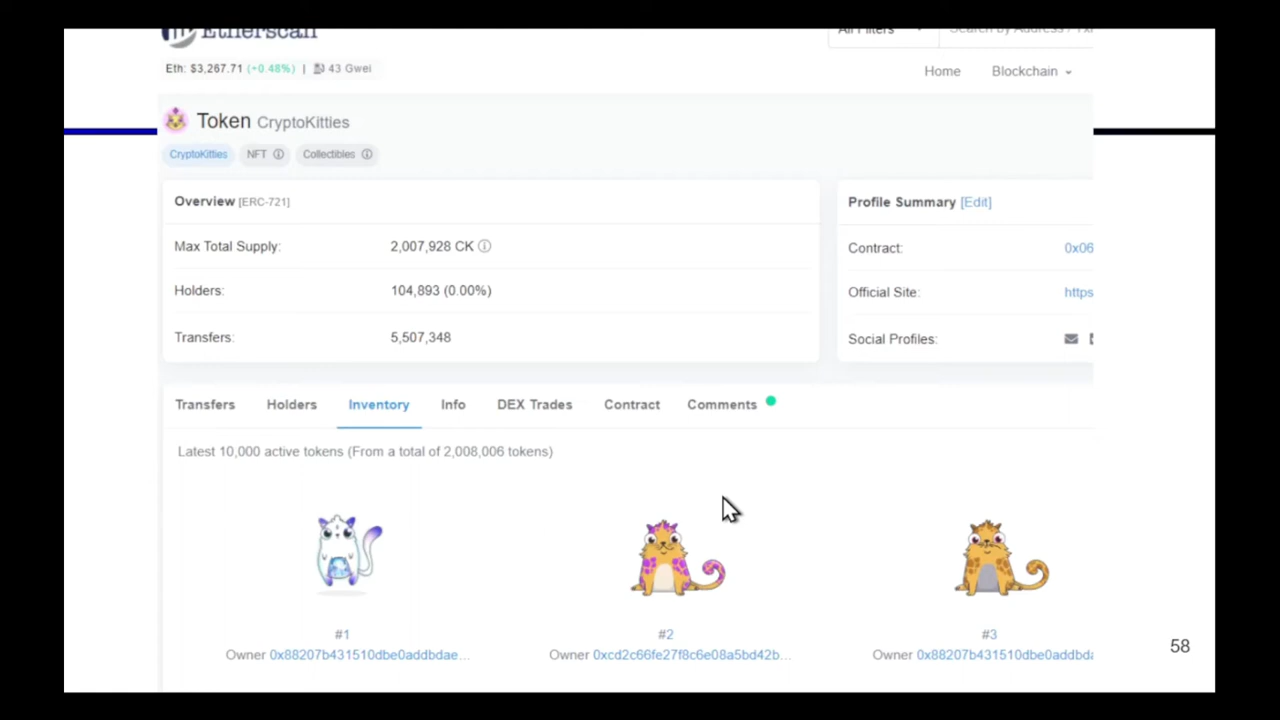 Etherscan
All Filters
Search by Address / Txn
Eth: $3,267.71 (+0.48%) | 43 Gwei
Home Blockchain
Token CryptoKitties
CryptoKitties NFT Collectibles
Overview [ERC-721]
Profile Summary [Edit]
Max Total Supply: 2,007,928 CK
Contract: 0x06
Holders: 104,893 (0.00%)
Official Site: https
Transfers: 5,507,348
Social Profiles:
Transfers Holders Inventory Info DEX Trades Contract Comments
Latest 10,000 active tokens (From a total of 2,008,006 tokens)
#1 #2 #3
58
Owner 0x88207b431510dbe0addbdae... Owner 0xcd2c66fe27f8c6e08a5bd42b... Owner 0x88207b431510dbe0addbda